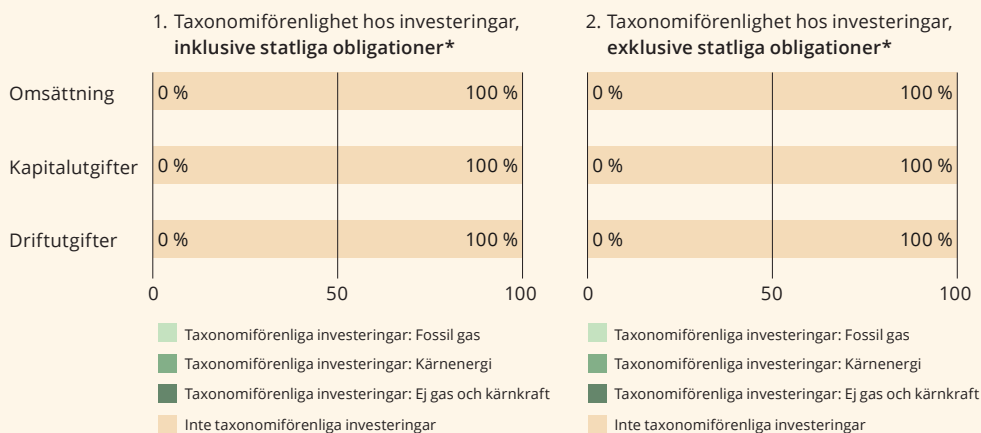 1. Taxonomiförenlighet hos investeringar,
inklusive statliga obligationer*
Omsättning
0 %
100 %
Kapitalutgifter
0 %
100 %
Driftutgifter
0 %
100 %
0
50
100
Taxonomiförenliga investeringar: Fossil gas
Taxonomiförenliga investeringar: Kärnenergi
Taxonomiförenliga investeringar: Ej gas och kärnkraft
Inte taxonomiförenliga investeringar
2. Taxonomiförenlighet hos investeringar,
exklusive statliga obligationer*
0 %
100 %
0 %
100 %
0 %
100 %
0
50
100
Taxonomiförenliga investeringar: Fossil gas
Taxonomiförenliga investeringar: Kärnenergi
Taxonomiförenliga investeringar: Ej gas och kärnkraft
Inte taxonomiförenliga investeringar